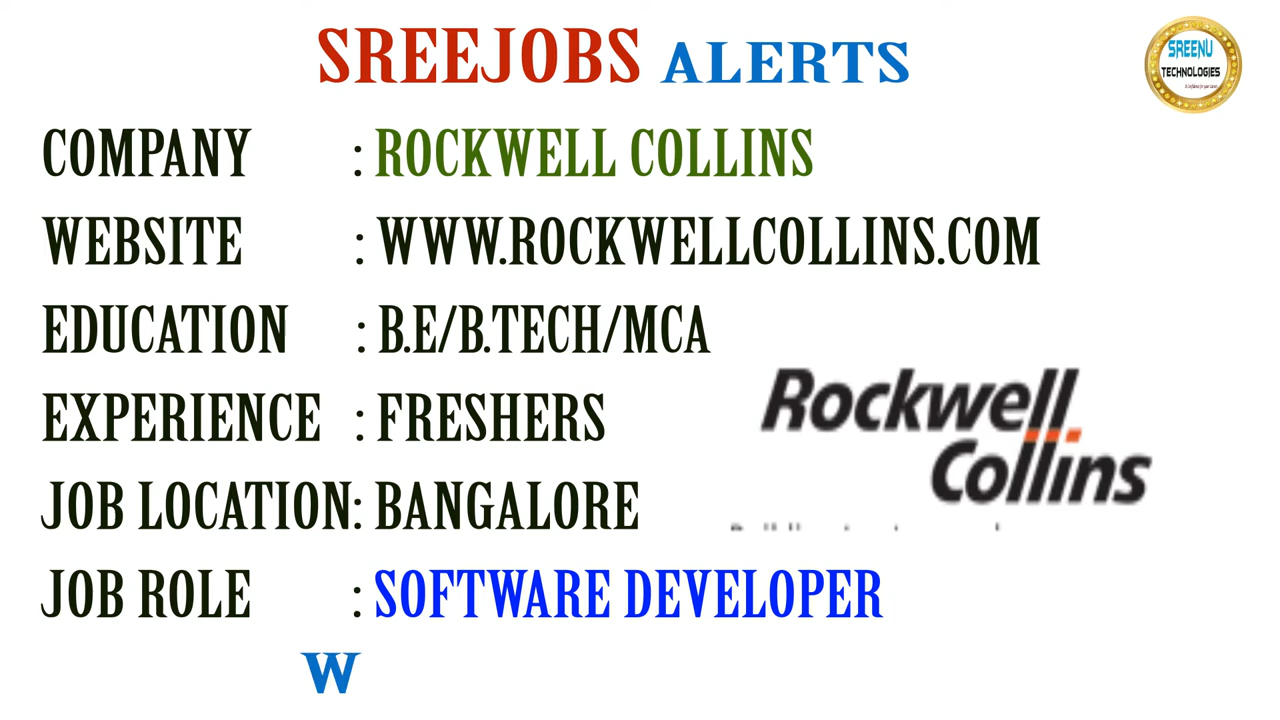 SREEJOBS ALERTS
SREENU
TECHNOLOGIES
COMPANY : ROCKWELL COLLINS
WEBSITE : WWW.ROCKWELLCOLLINS.COM
EDUCATION : B.E/B.TECH/MCA
EXPERIENCE : FRESHERS
Rockwell
Collins
JOB LOCATION: BANGALORE
JOB ROLE : SOFTWARE DEVELOPER
W